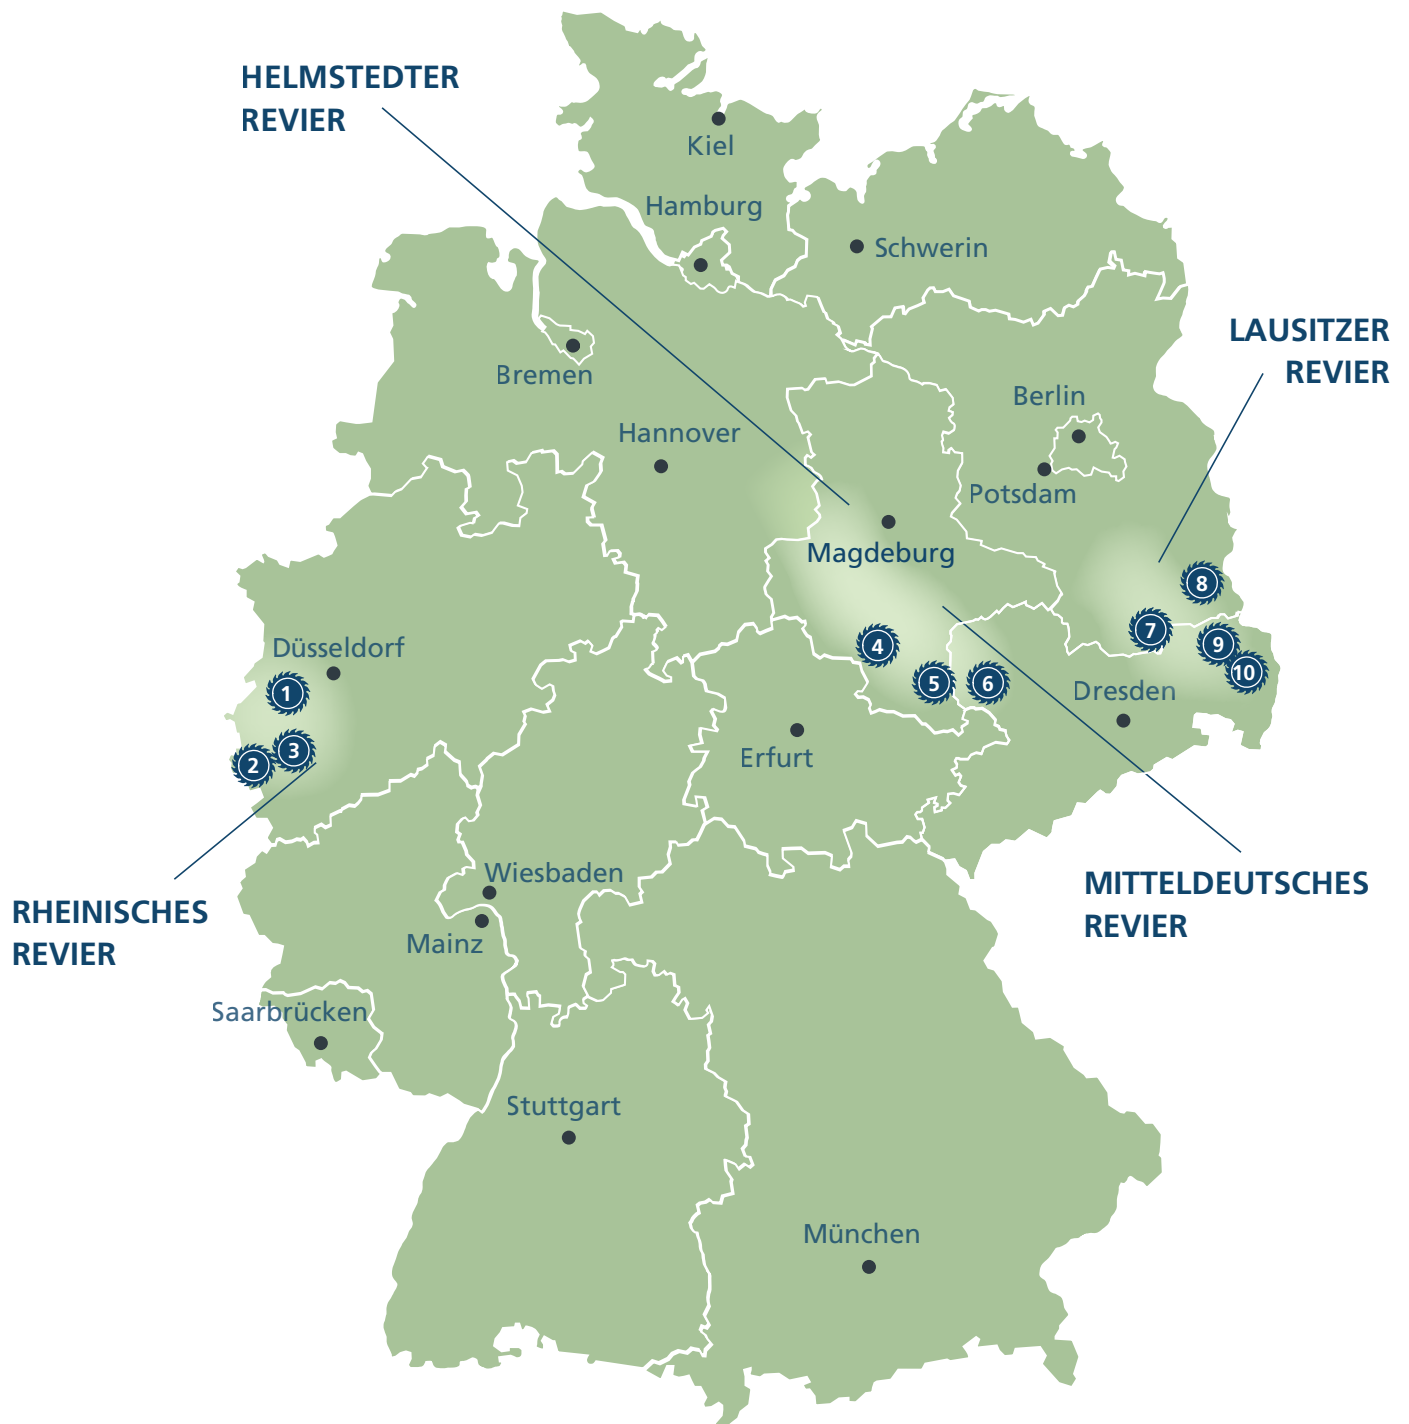 HELMSTEDTER
REVIER
Kiel
Hamburg
Schwerin
LAUSITZER
REVIER
Bremen
Berlin
Hannover
Potsdam
Magdeburg
8
7
9
10
4
5
6
Düsseldorf
1
3
2
Dresden
Erfurt
Wiesbaden
Mainz
MITTELDEUTSCHES
REVIER
RHEINISCHES
REVIER
Saarbrücken
Stuttgart
München